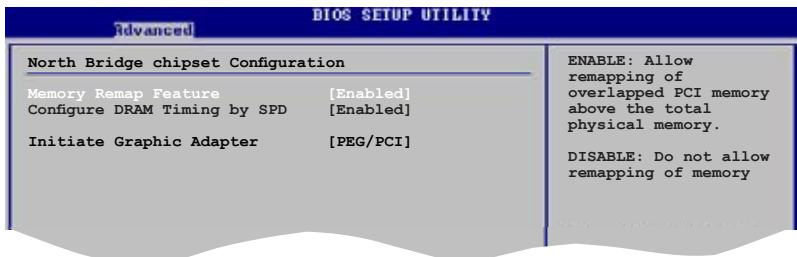 BIOS SETUP UTILITY
Advanced
North Bridge chipset Configuration
Memory Remap Feature [Enabled]
Configure DRAM Timing by SPD [Enabled]
Initiate Graphic Adapter [PEG/PCI]
ENABLE: Allow
remapping of
overlapped PCI memory
above the total
physical memory.
DISABLE: Do not allow
remapping of memory